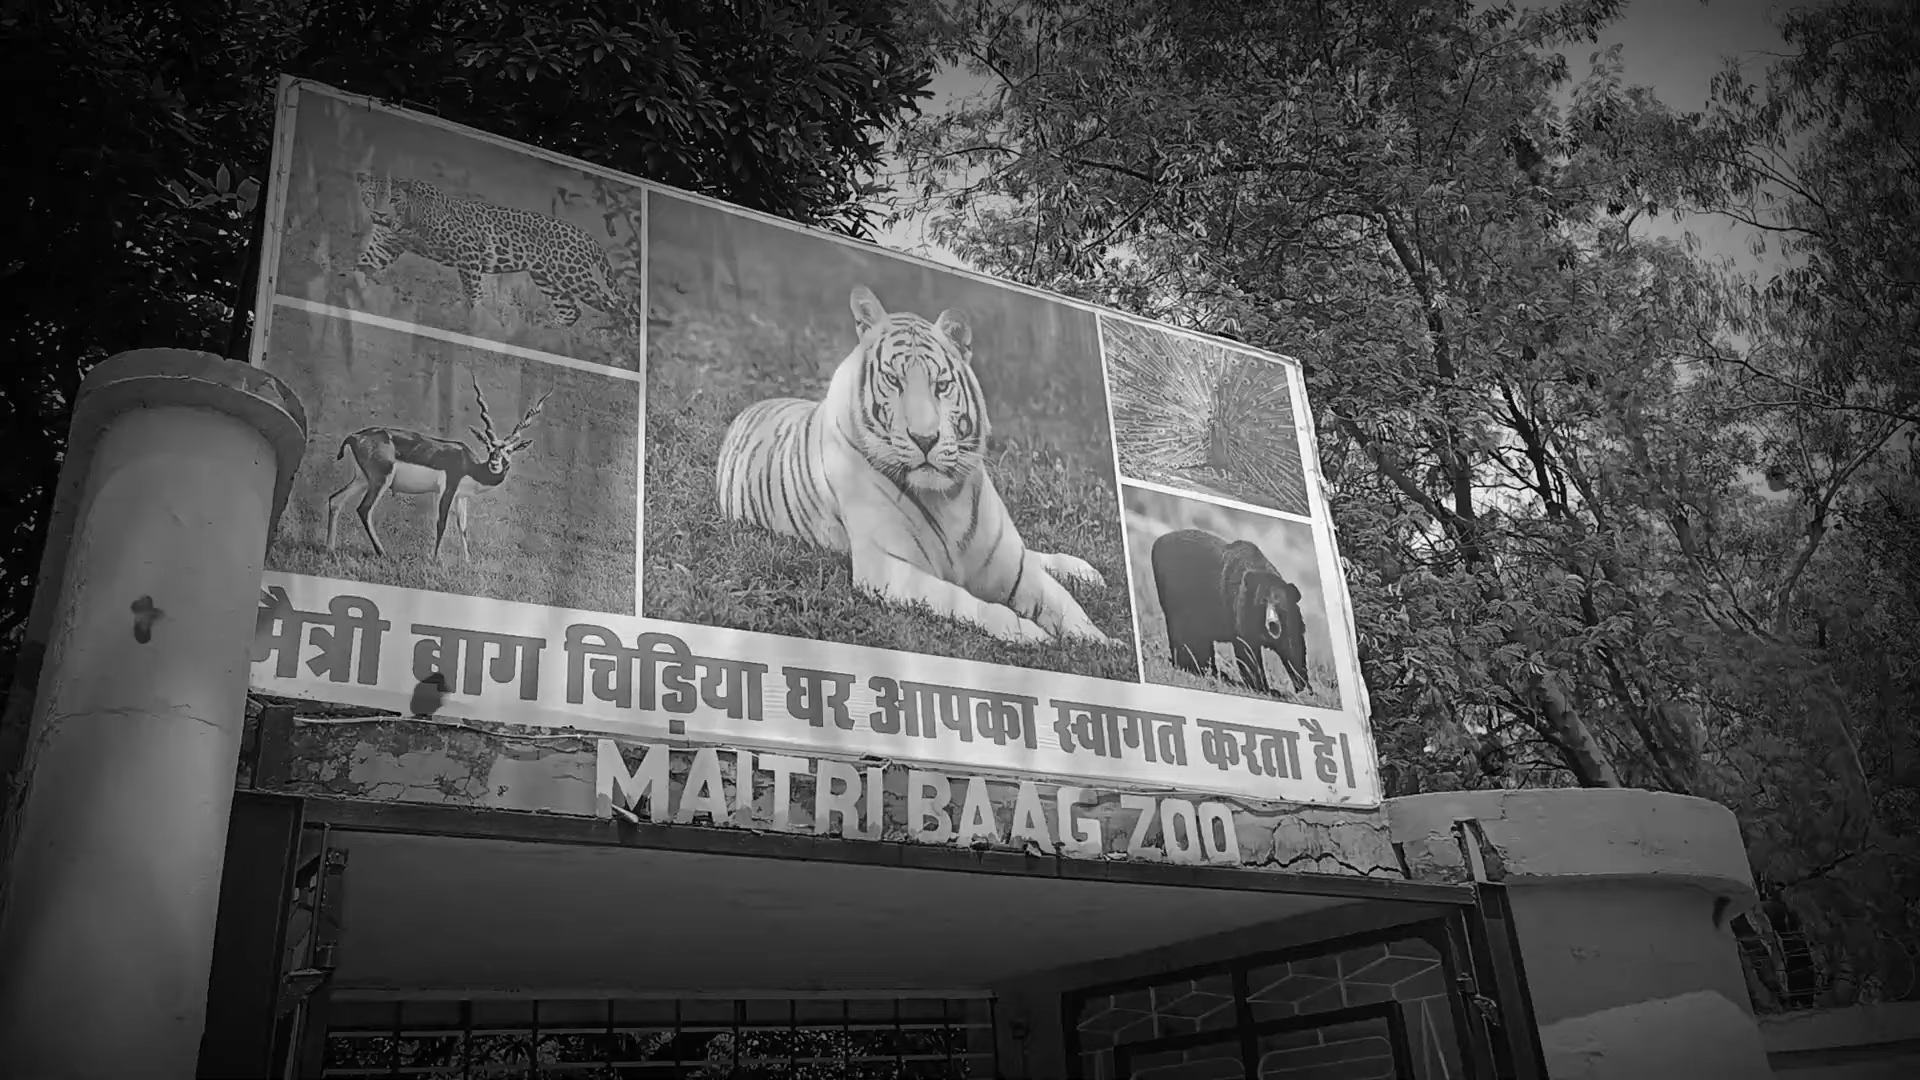 मैत्री बाग चिड़िया घर आपका स्वागत करता है।
MAITRI BAAG ZOO